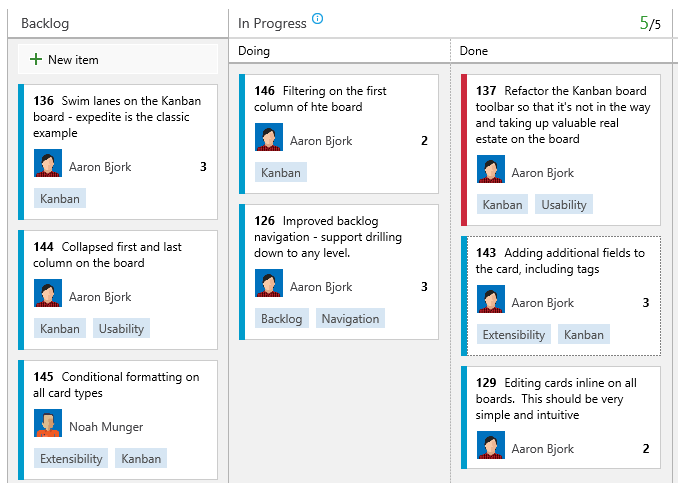 Backlog
In Progress
5/5
Doing
Done
New item
136 Swim lanes on the Kanban
board - expedite is the classic
example
Aaron Bjork 3
Kanban
144 Collapsed first and last
column on the board
Aaron Bjork
Kanban Usability
145 Conditional formatting on
all card types
Noah Munger
Extensibility Kanban
146 Filtering on the first
column of hte board
Aaron Bjork 2
Kanban
126 Improved backlog
navigation - support drilling
down to any level.
Aaron Bjork 3
Backlog Navigation
137 Refactor the Kanban board
toolbar so that it's not in the way
and taking up valuable real
estate on the board
Aaron Bjork
Kanban Usability
143 Adding additional fields to
the card, including tags
Aaron Bjork 3
Extensibility Kanban
129 Editing cards inline on all
boards. This should be very
simple and intuitive
Aaron Bjork 2